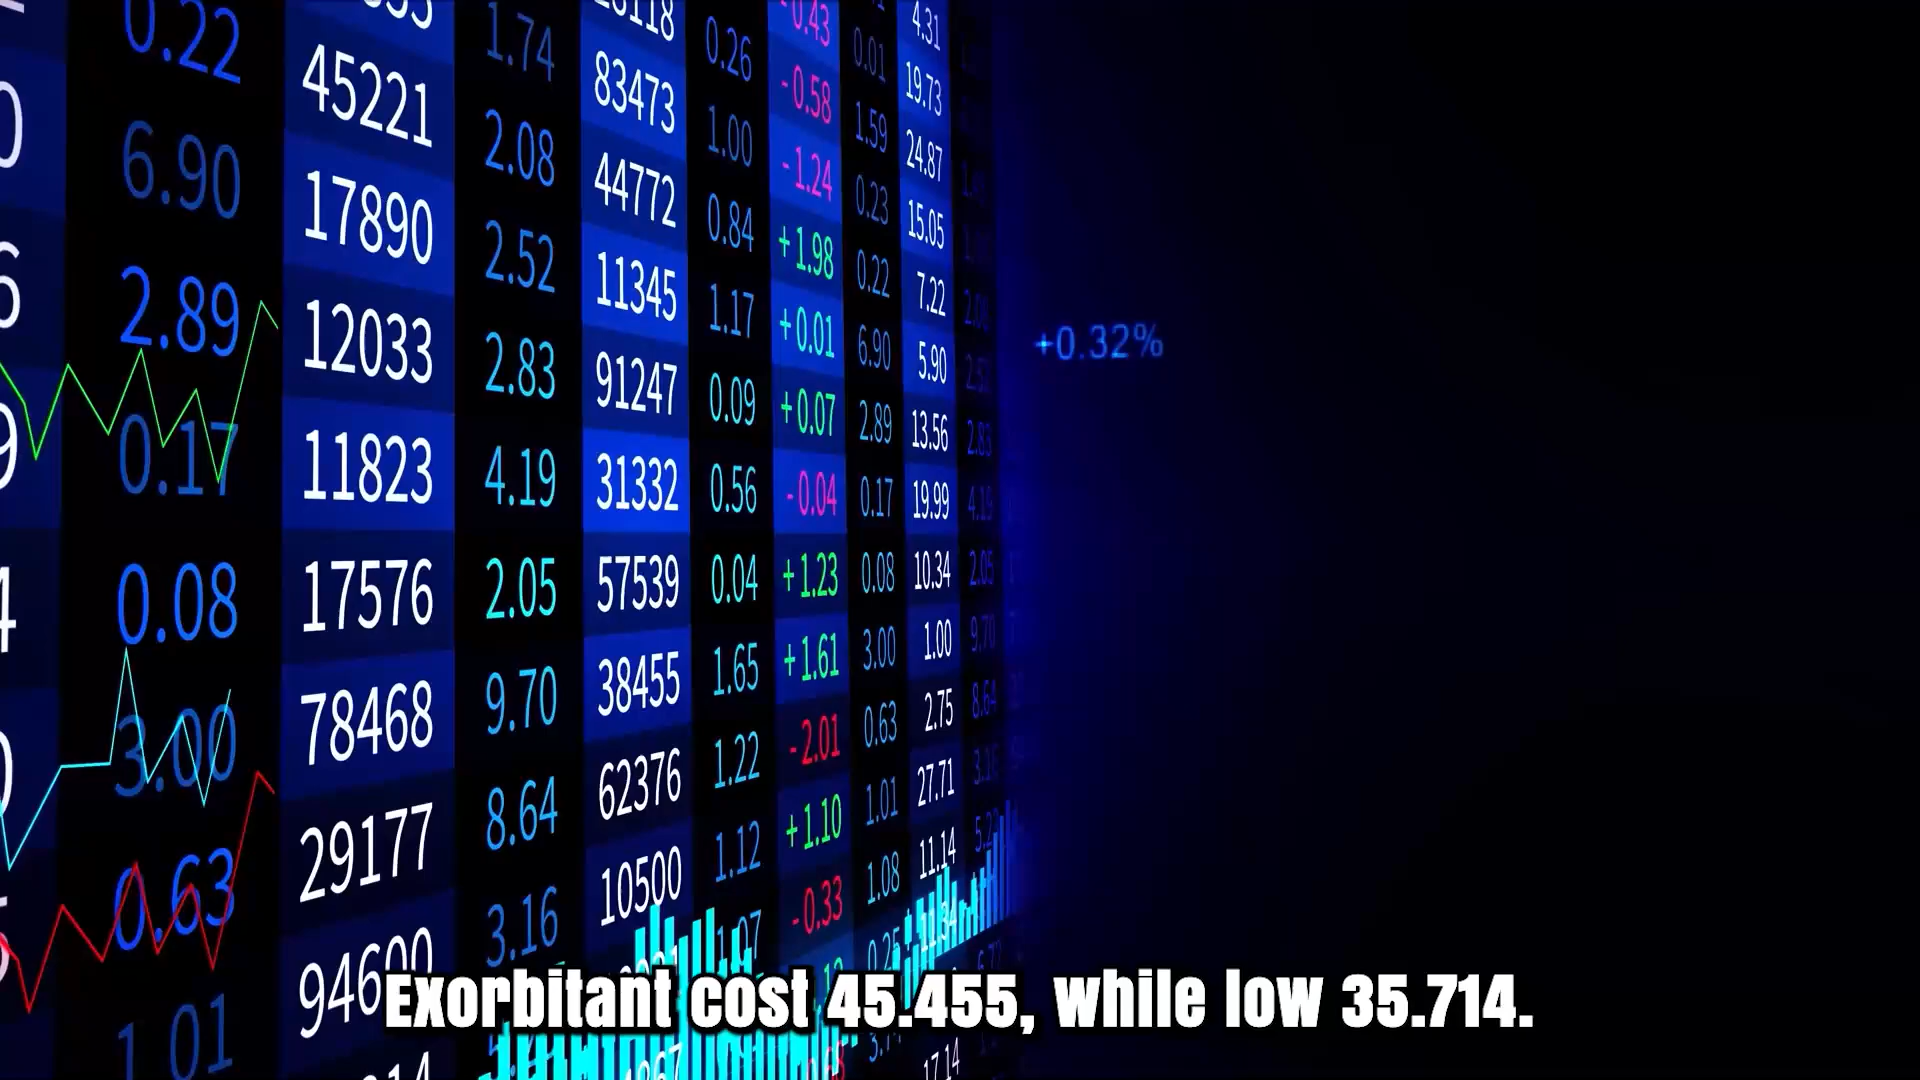 0.22 45221 1.74 83473 0.26 -0.43 0.01 4.31
6.90 17890 2.08 44772 1.00 -0.58 1.59 19.73
2.89 12033 2.52 11345 0.84 -1.24 0.23 24.87
0.17 11823 2.83 91247 1.17 +1.98 0.22 15.05
0.08 17576 4.19 31332 0.09 +0.01 6.90 7.22
3.00 78468 2.05 57539 0.56 +0.07 2.89 5.90
0.63 29177 9.70 38455 0.04 -0.04 0.17 13.56
1.01 94600 8.64 62376 1.65 +1.23 0.08 19.99
3.16 10500 1.22 +1.61 3.00 10.34
1.12 -2.01 0.63 1.00
1.07 +1.10 1.01 2.75
-0.33 1.08 27.71
0.25 11.14
11.34
17.14
+0.32%
Exorbitant cost 45.455, while low 35.714.